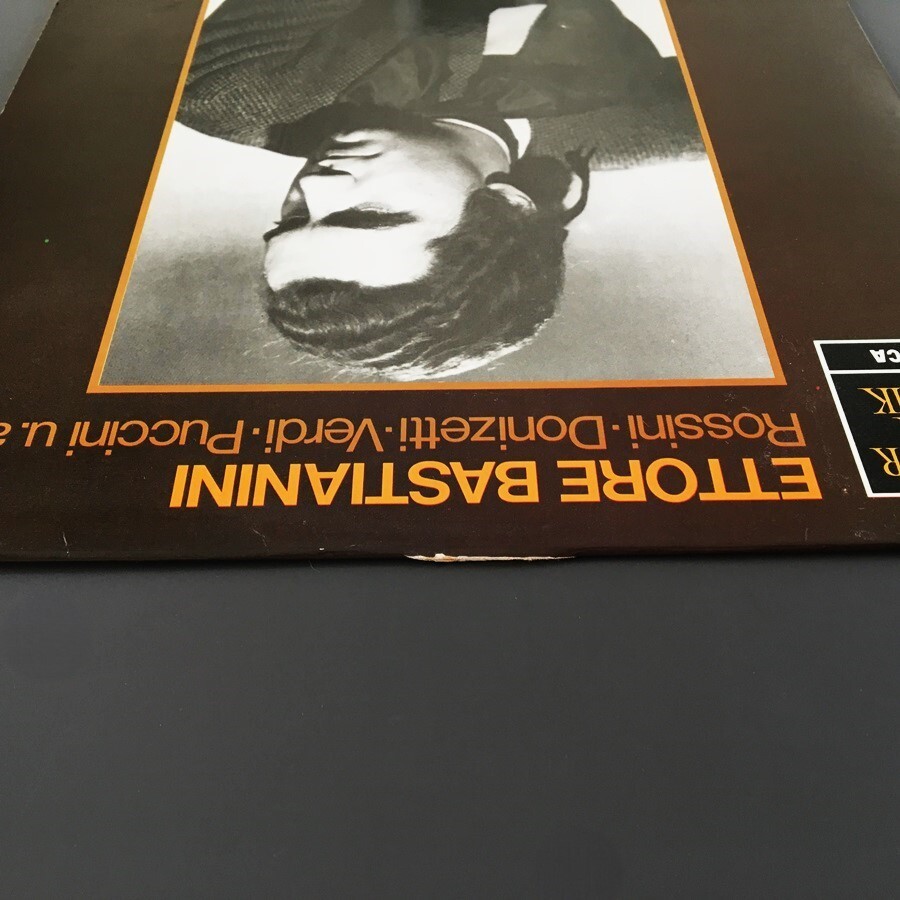 ETTORE BASTIANINI
Rossini·Donizetti·Verdi·Puccini u.